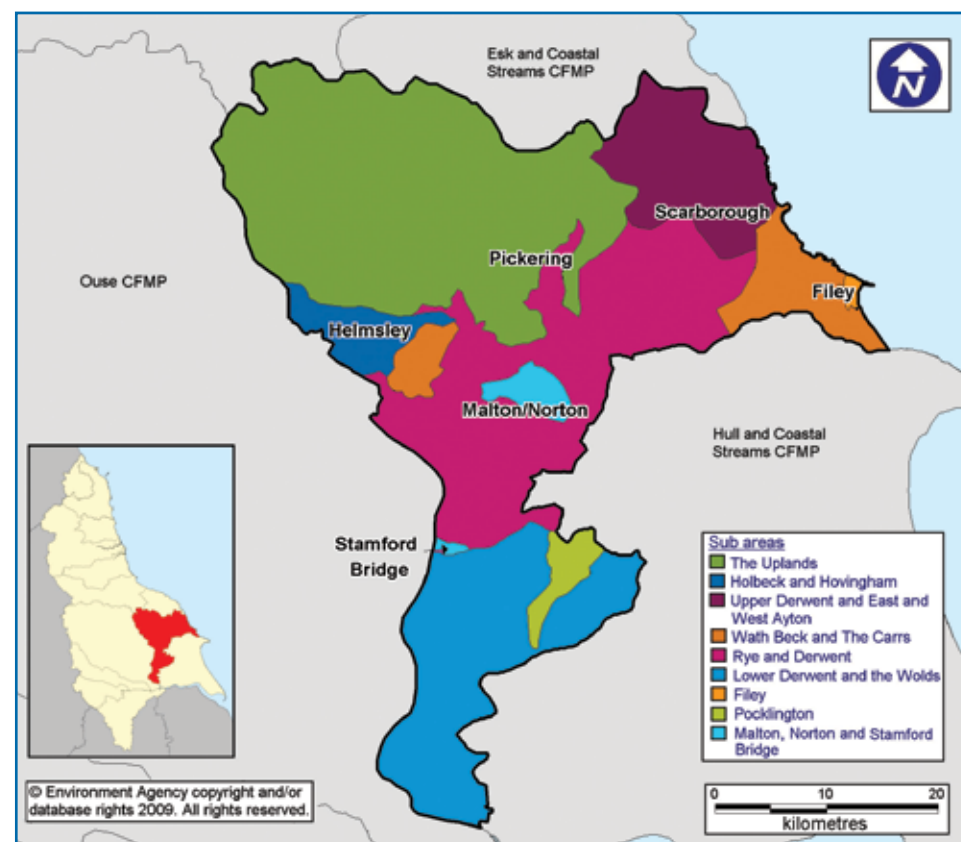 Esk and Coastal
Streams CFMP
N
Scarborough
Pickering
Ouse CFMP
Filey
Helmsley
Malton/Norton
Hull and Coastal
Streams CFMP
Stamford
Bridge
Sub areas
The Uplands
Holbeck and Hovingham
Upper Derwent and East and
West Ayton
Wath Beck and The Carrs
Rye and Derwent
Lower Derwent and the Wolds
Filey
Pocklington
Malton, Norton and Stamford
Bridge
© Environment Agency copyright and/or
database rights 2009. All rights reserved.
0 10 20
kilometres